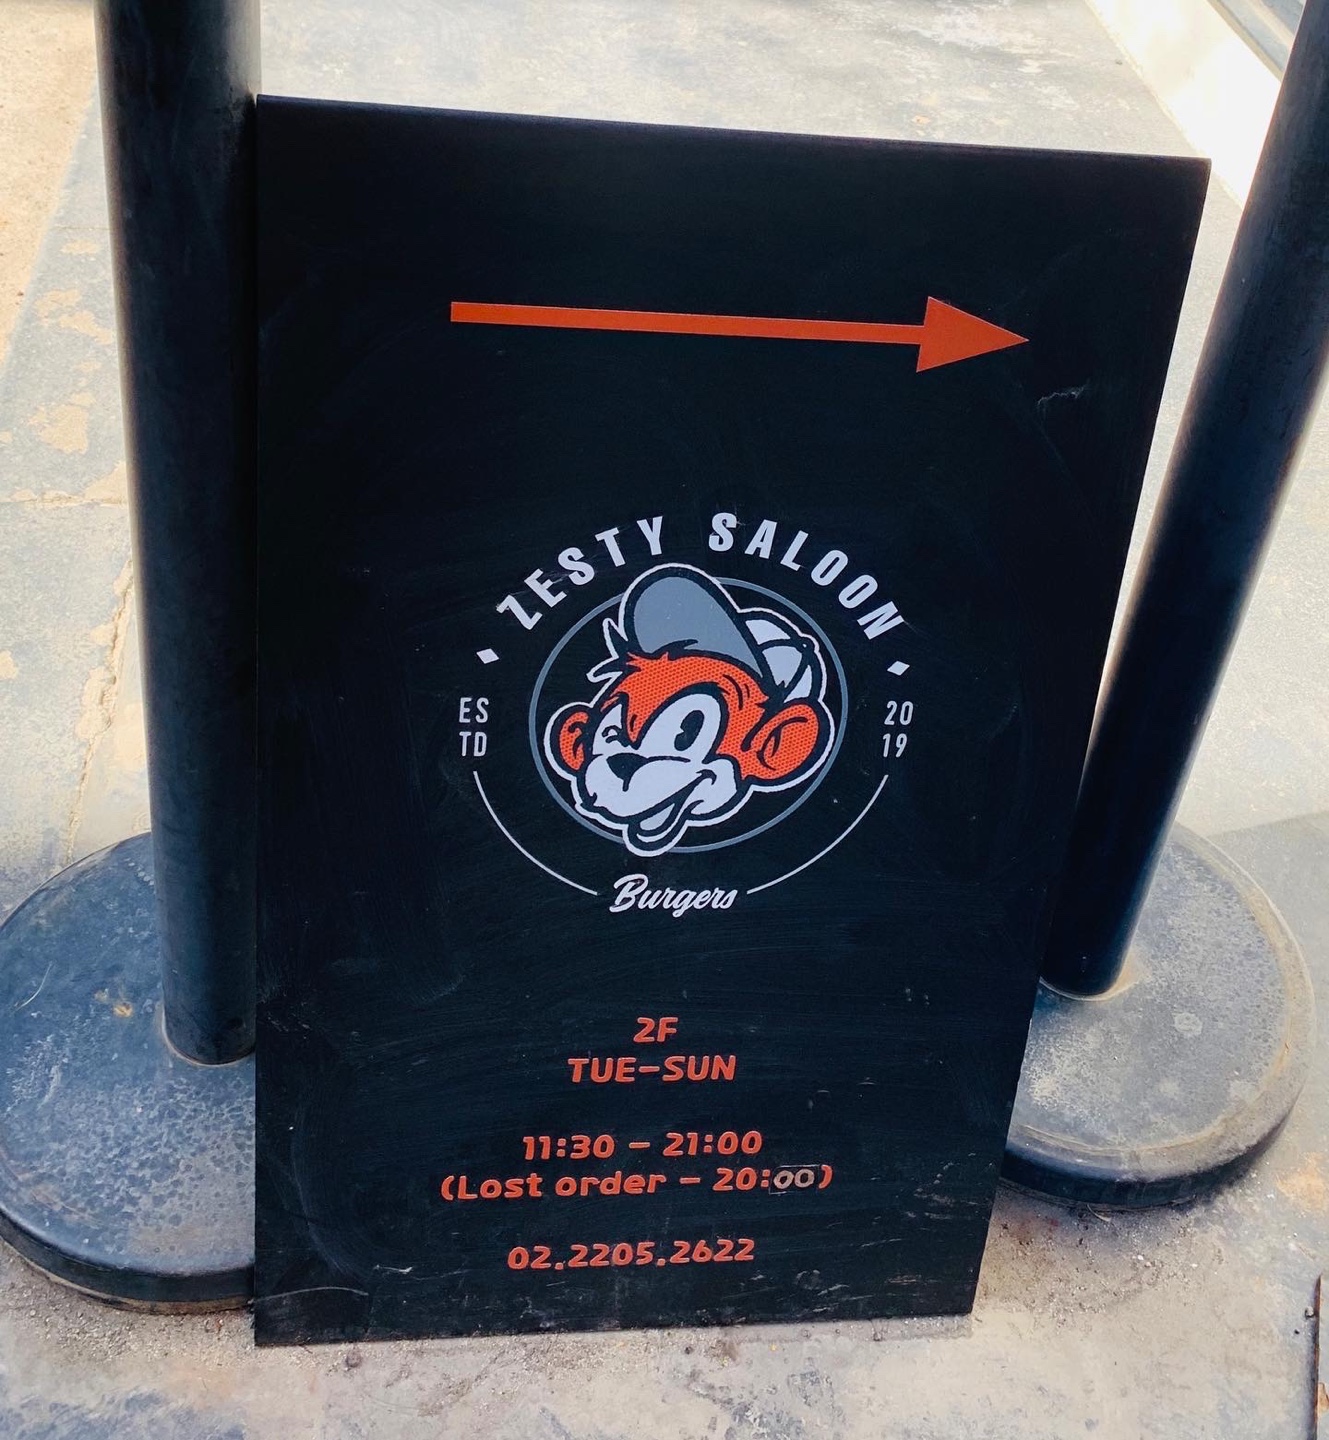 ZESTY SALOON
ES
TD
20
19
Burgers
2F
TUE-SUN
11:30 - 21:00
(Lost order - 20:00)
02.2205.2622